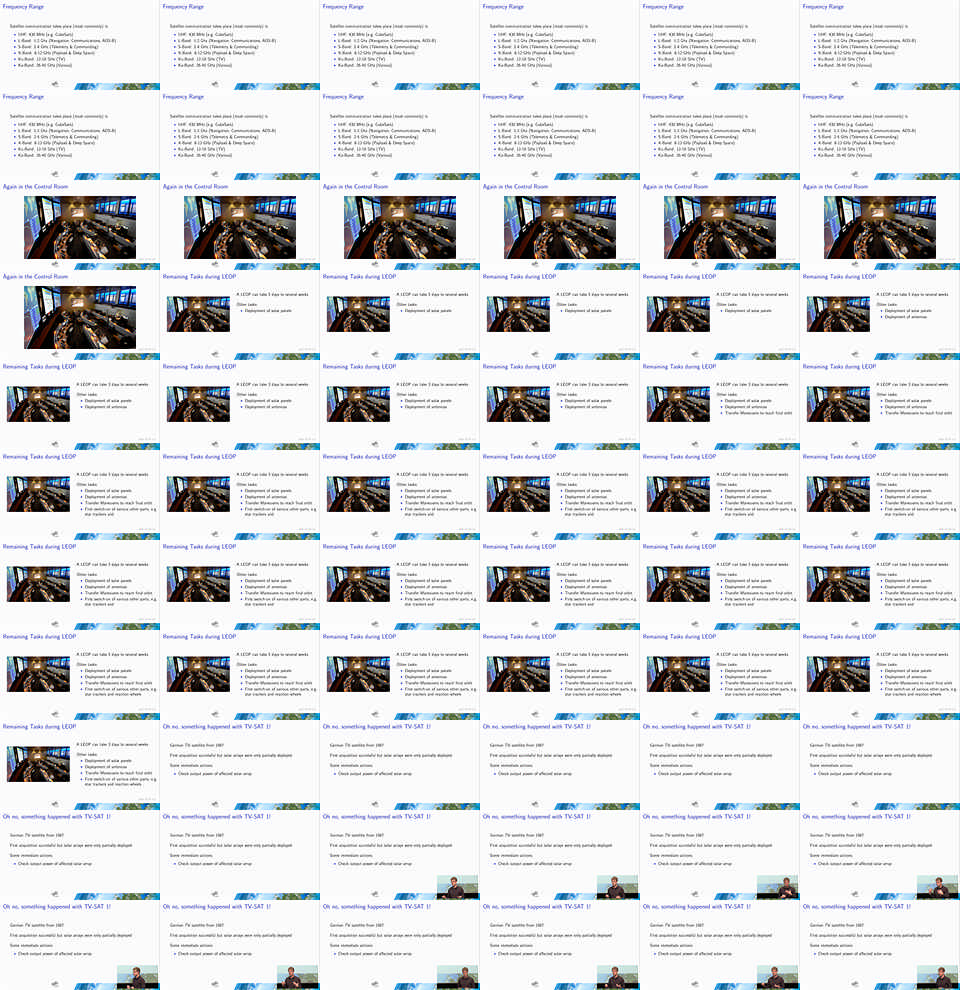 Frequency Range
Satellite communication takes place (most commonly) in
UHF: 430 MHz (e.g. CubeSats)
L-Band: 1-2 Ghz (Navigation, Communications, ADS-B)
S-Band: 2-4 GHz (Telemetry & Commanding)
X-Band: 8-12 GHz (Payload & Deep Space)
Ku-Band: 12-18 GHz (TV)
Ka-Band: 26-40 GHz (Various)
Again in the Control Room
Remaining Tasks during LEOP
A LEOP can take 3 days to several weeks
Other tasks:
Deployment of solar panels
Deployment of antennas
Transfer Maneuvers to reach final orbit
First switch-on of various other parts, e.g.
star trackers and reaction wheels
Oh no, something happened with TV-SAT 1!
German TV satellite from 1987
First acquisition successful but solar arrays were only partially deployed
Some immediate actions:
Check output power of affected solar array